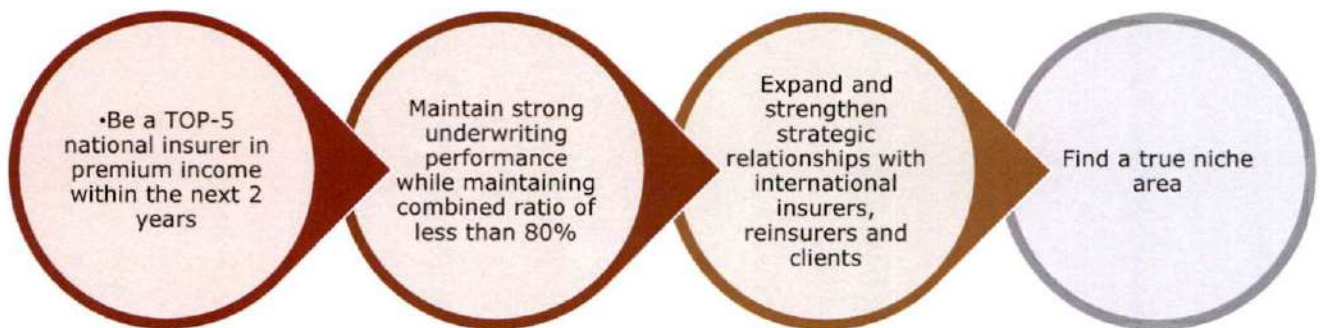 •Be a TOP-5
national insurer in
premium income
within the next 2
years
Maintain strong
underwriting
performance
while maintaining
combined ratio of
less than 80%
Expand and
strengthen
strategic
relationships with
international
insurers,
reinsurers and
clients
Find a true niche
area